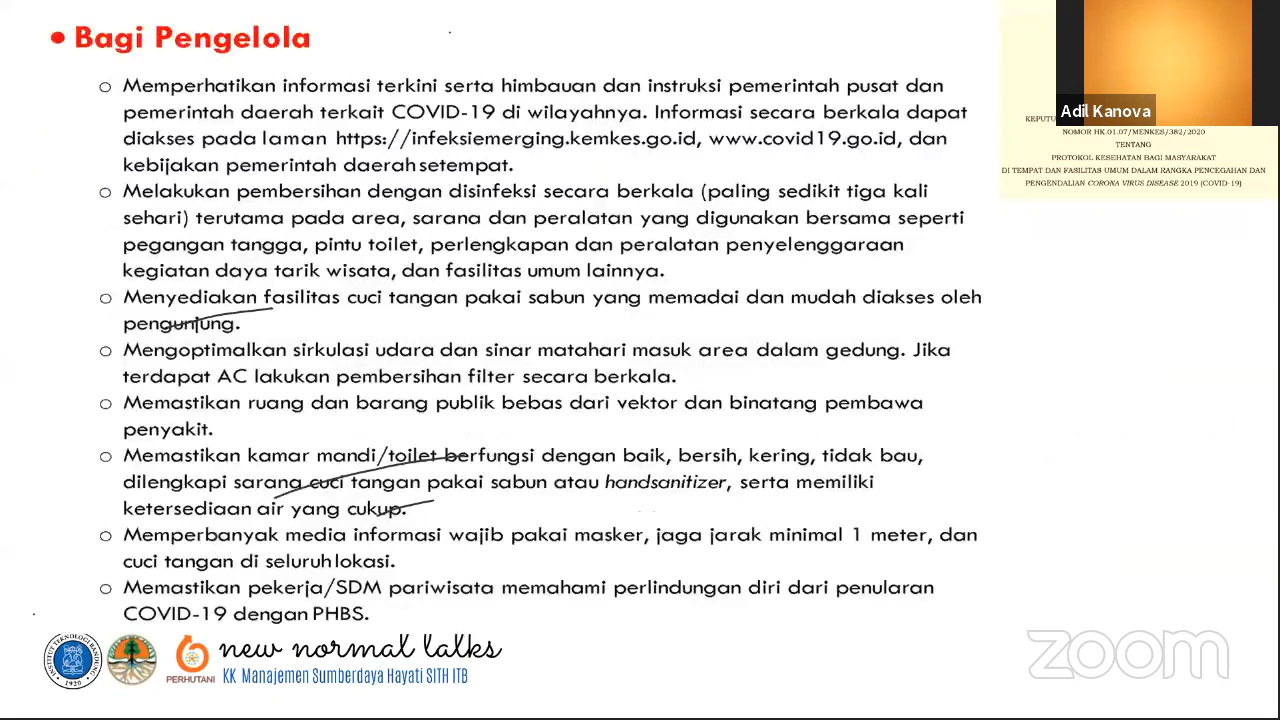 Bagi Pengelola
Memperhatikan informasi terkini serta himbauan dan instruksi pemerintah pusat dan
pemerintah daerah terkait COVID-19 di wilayahnya. Informasi secara berkala dapat
diakses pada laman https://infeksiemerging.kemkes.go.id, www.covid19.go.id, dan
kebijakan pemerintah daerah setempat.
Melakukan pembersihan dengan disinfeksi secara berkala (paling sedikit tiga kali
sehari) terutama pada area, sarana dan peralatan yang digunakan bersama seperti
pegangan tangga, pintu toilet, perlengkapan dan peralatan penyelenggaraan
kegiatan daya tarik wisata, dan fasilitas umum lainnya.
Menyediakan fasilitas cuci tangan pakai sabun yang memadai dan mudah diakses oleh
pengunjung.
Mengoptimalkan sirkulasi udara dan sinar matahari masuk area dalam gedung. Jika
terdapat AC lakukan pembersihan filter secara berkala.
Memastikan ruang dan barang publik bebas dari vektor dan binatang pembawa
penyakit.
Memastikan kamar mandi/toilet berfungsi dengan baik, bersih, kering, tidak bau,
dilengkapi sarana cuci tangan pakai sabun atau handsanitizer, serta memiliki
ketersediaan air yang cukup.
Memperbanyak media informasi wajib pakai masker, jaga jarak minimal 1 meter, dan
cuci tangan di seluruh lokasi.
Memastikan pekerja/SDM pariwisata memahami perlindungan diri dari penularan
COVID-19 dengan PHBS.
Adil Kanova
NOMOR HK.01.07/MENKES/382/2020
TENTANG
PROTOKOL KESEHATAN BAGI MASYARAKAT
DI TEMPAT DAN FASILITAS UMUM DALAM RANGKA PENCEGAHAN DAN
PENGENDALIAN CORONA VIRUS DISEASE 2019 (COVID-19)
INSTITUT TEKNOLOGI BANDUNG
1920
PERHUTANI
new normal talks
KK Manajemen Sumberdaya Hayati SITH ITB
zoom